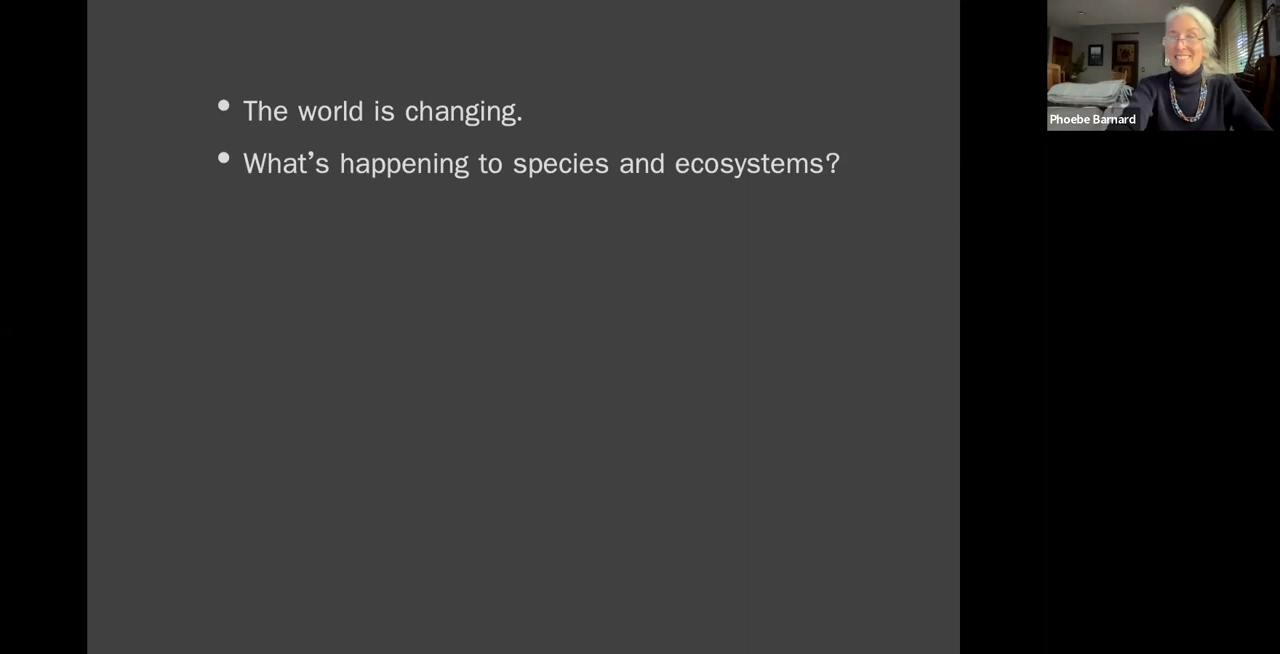 • The world is changing.
• What’s happening to species and ecosystems?
Phoebe Barnard